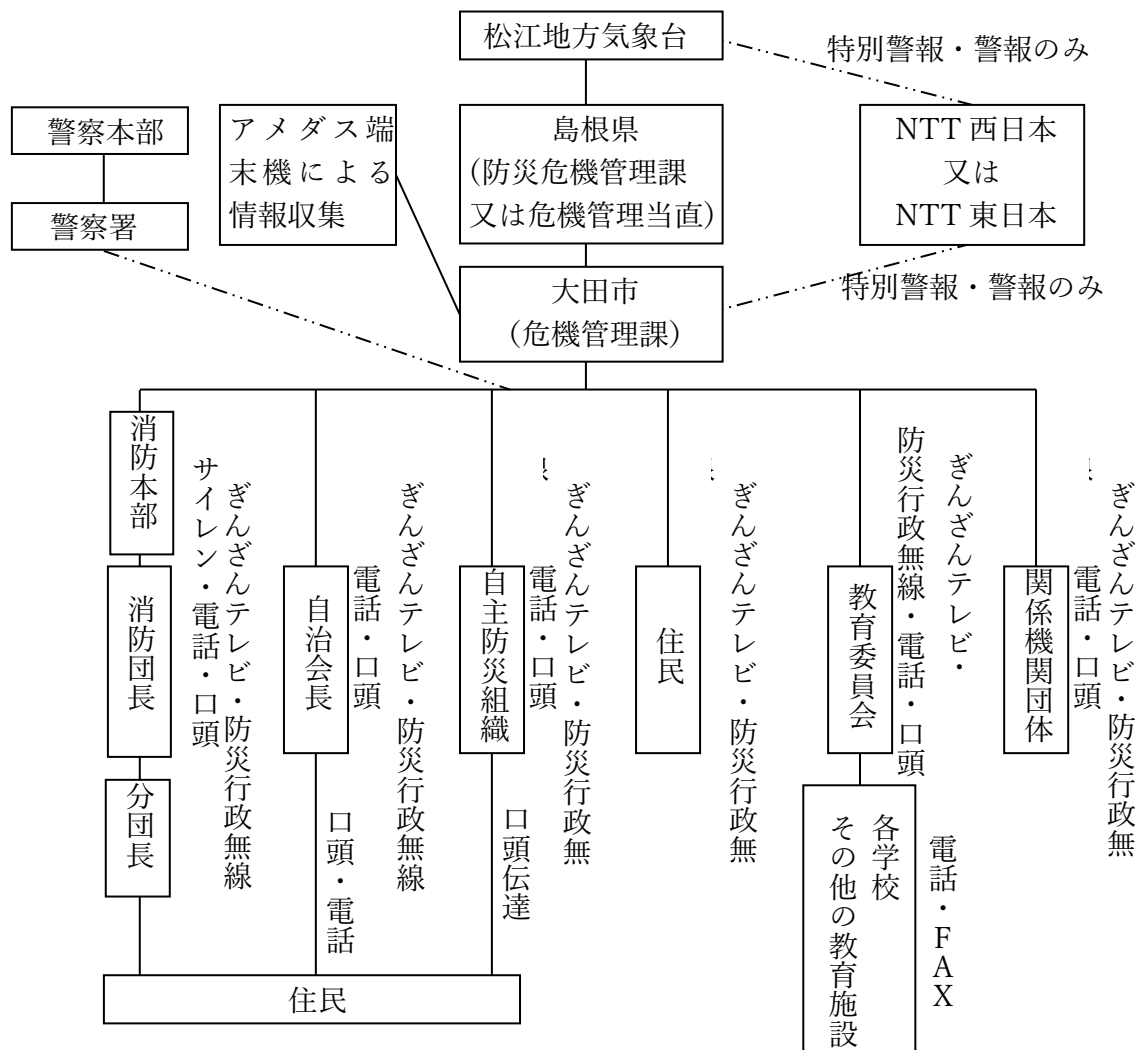 松江地方気象台
特別警報・警報のみ
警察本部
アメダス端
末機による
情報収集
島根県
(防災危機管理課
又は危機管理当直)
NTT 西日本
又は
NTT 東日本
警察署
大田市
(危機管理課)
特別警報・警報のみ
消防本部
サイレン・電話・口頭
ぎんざんテレビ・防災行政無線
消防団長
分団長
自治会長
電話・口頭
ぎんざんテレビ・防災行政無線
口頭・電話
自主防災組織
電話・口頭
ぎんざんテレビ・防災行政無
口頭伝達
住民
ぎんざんテレビ・防災行政無
教育委員会
防災行政無線・電話・口頭
ぎんざんテレビ・
各学校
その他の教育施設
電話・FAX
関係機関団体
電話・口頭
ぎんざんテレビ・防災行政無
住民